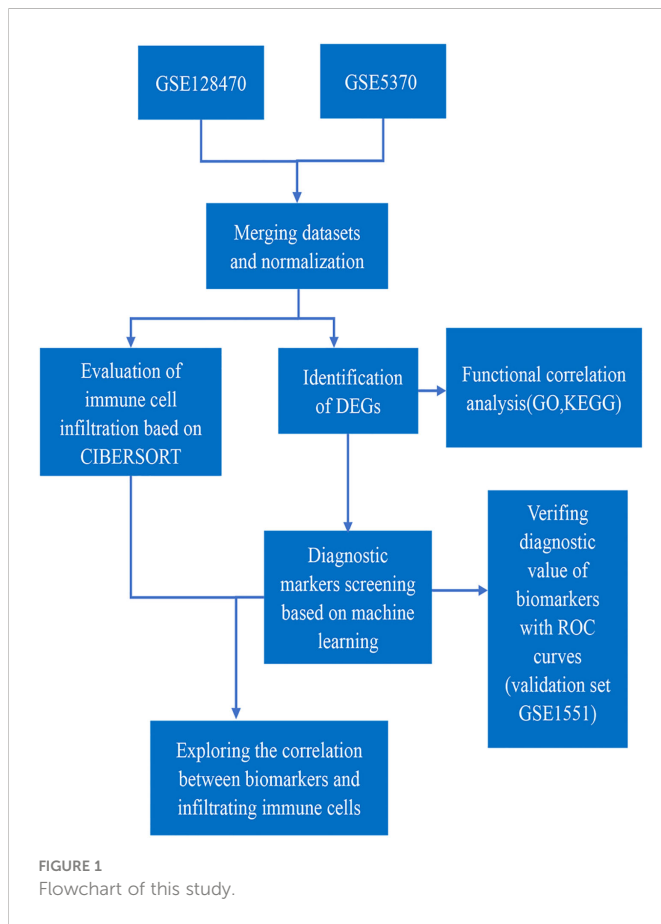 GSE128470
GSE5370
Merging datasets
and normalization
Evaluation of
immune cell
infiltration baed on
CIBERSORT
Identification
of DEGs
Functional correlation
analysis(GO,KEGG)
Diagnostic
markers screening
based on machine
learning
Verifing
diagnostic
value of
biomarkers
with ROC
curves
(validation set
GSE1551)
Exploring the correlation
between biomarkers and
infiltrating immune cells
FIGURE 1
Flowchart of this study.